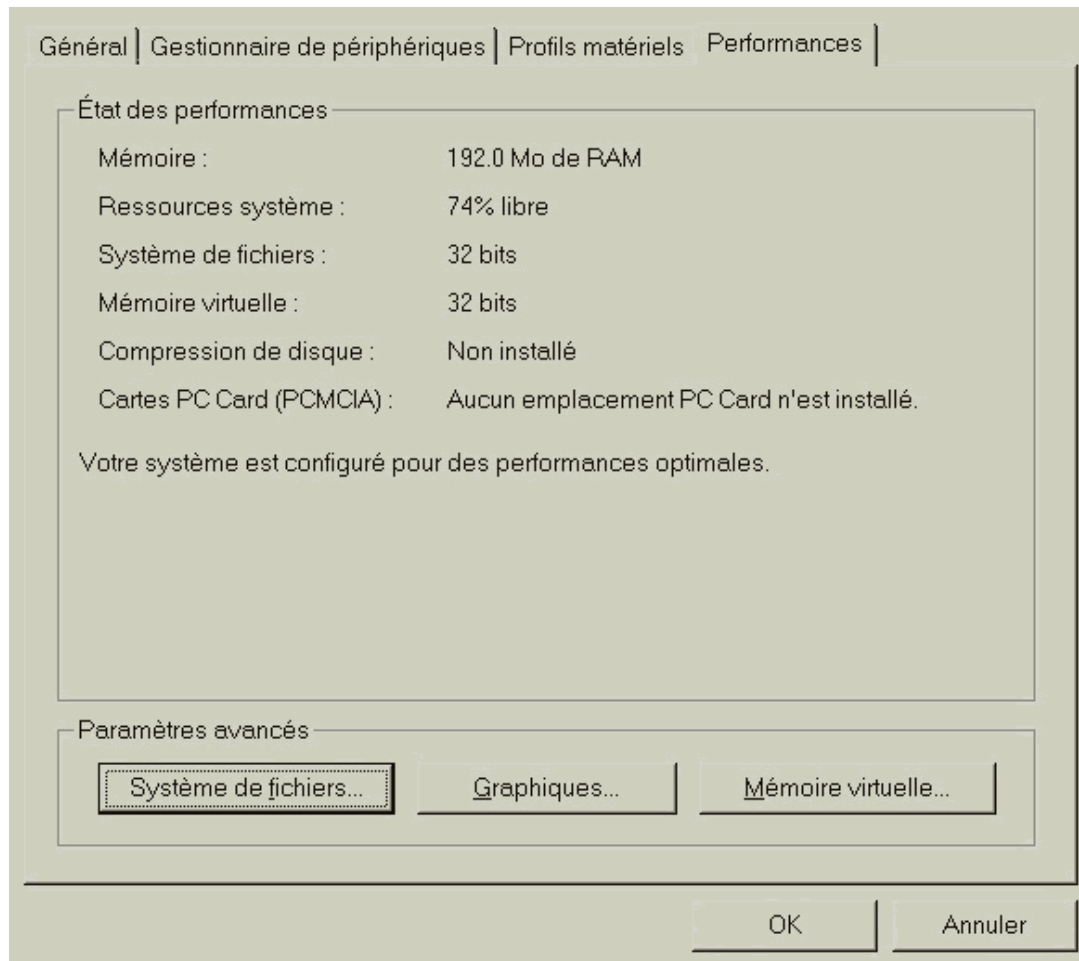 Général Gestionnaire de périphériques Profils matériels Performances
État des performances
Mémoire : 192.0 Mo de RAM
Ressources système : 74% libre
Système de fichiers : 32 bits
Mémoire virtuelle : 32 bits
Compression de disque : Non installé
Cartes PC Card (PCMCIA) : Aucun emplacement PC Card n'est installé.
Votre système est configuré pour des performances optimales.
Paramètres avancés
Système de fichiers... Graphiques... Mémoire virtuelle...
OK Annuler